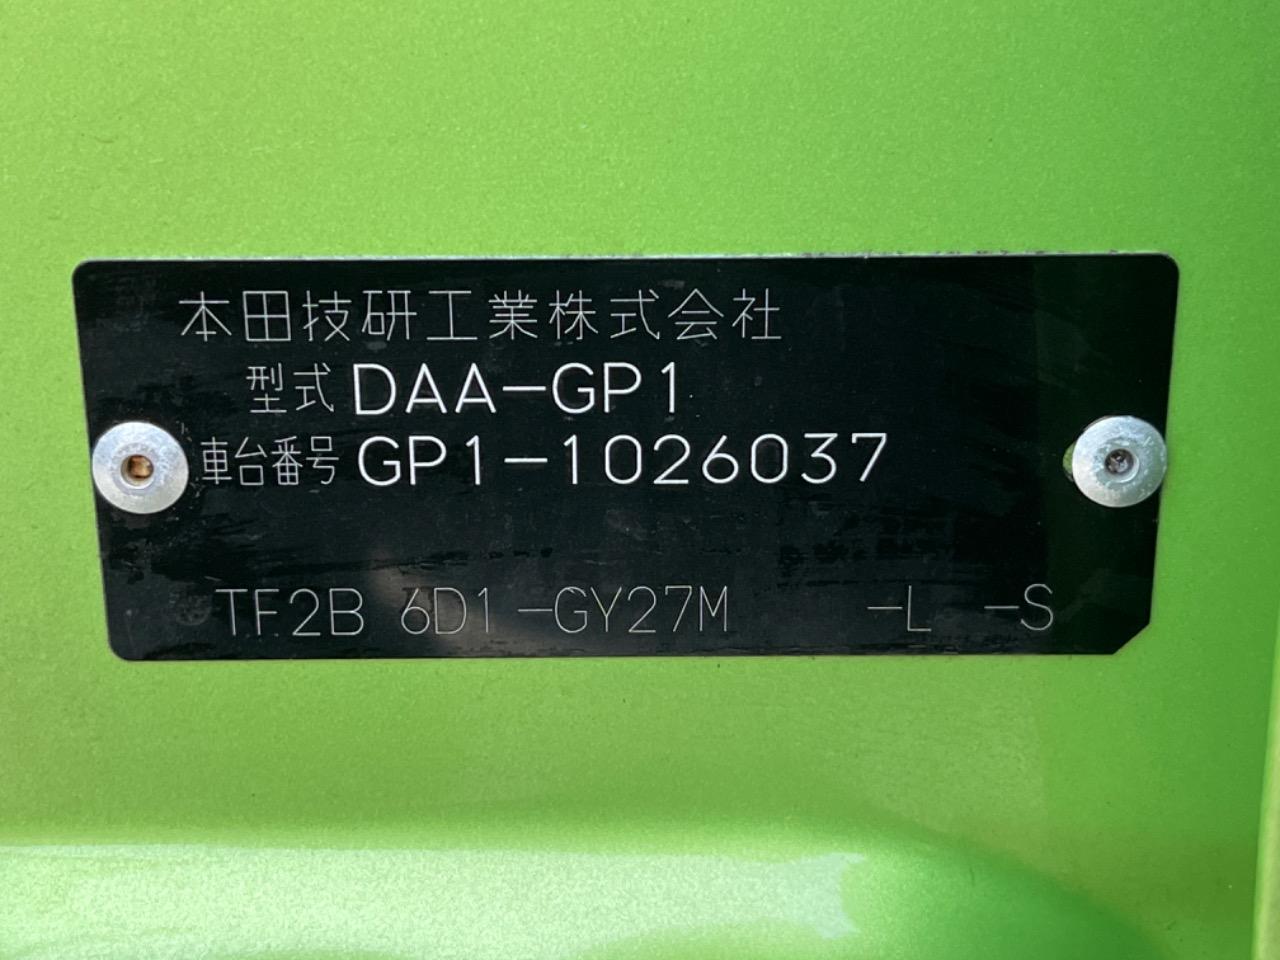 本田技研工業株式会社
型式 DAA-GP1
車台番号 GP1-1026037
TF2B 6D1-GY27M -L -S